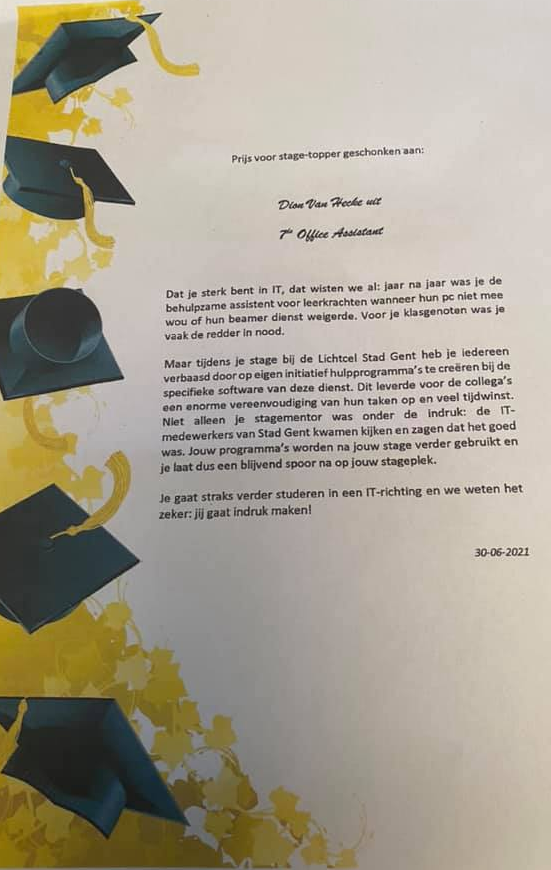 Prijs voor stage-topper geschonken aan:
Dion Van Hecke uit
7de Office Assistant
Dat je sterk bent in IT, dat wisten we al: jaar na jaar was je de
behulpzame assistent voor leerkrachten wanneer hun pc niet mee
wou of hun beamer dienst weigerde. Voor je klasgenoten was je
vaak de redder in nood.
Maar tijdens je stage bij de Lichtcel Stad Gent heb je iedereen
verbaasd door op eigen initiatief hulpprogramma's te creëren bij de
specifieke software van deze dienst. Dit leverde voor de collega's
een enorme vereenvoudiging van hun taken op en veel tijdwinst.
Niet alleen je stagementor was onder de indruk: de IT-
medewerkers van Stad Gent kwamen kijken en zagen dat het goed
was. Jouw programma's worden na jouw stage verder gebruikt en
je laat dus een blijvend spoor na op jouw stageplek.
Je gaat straks verder studeren in een IT-richting en we weten het
zeker: jij gaat indruk maken!
30-06-2021